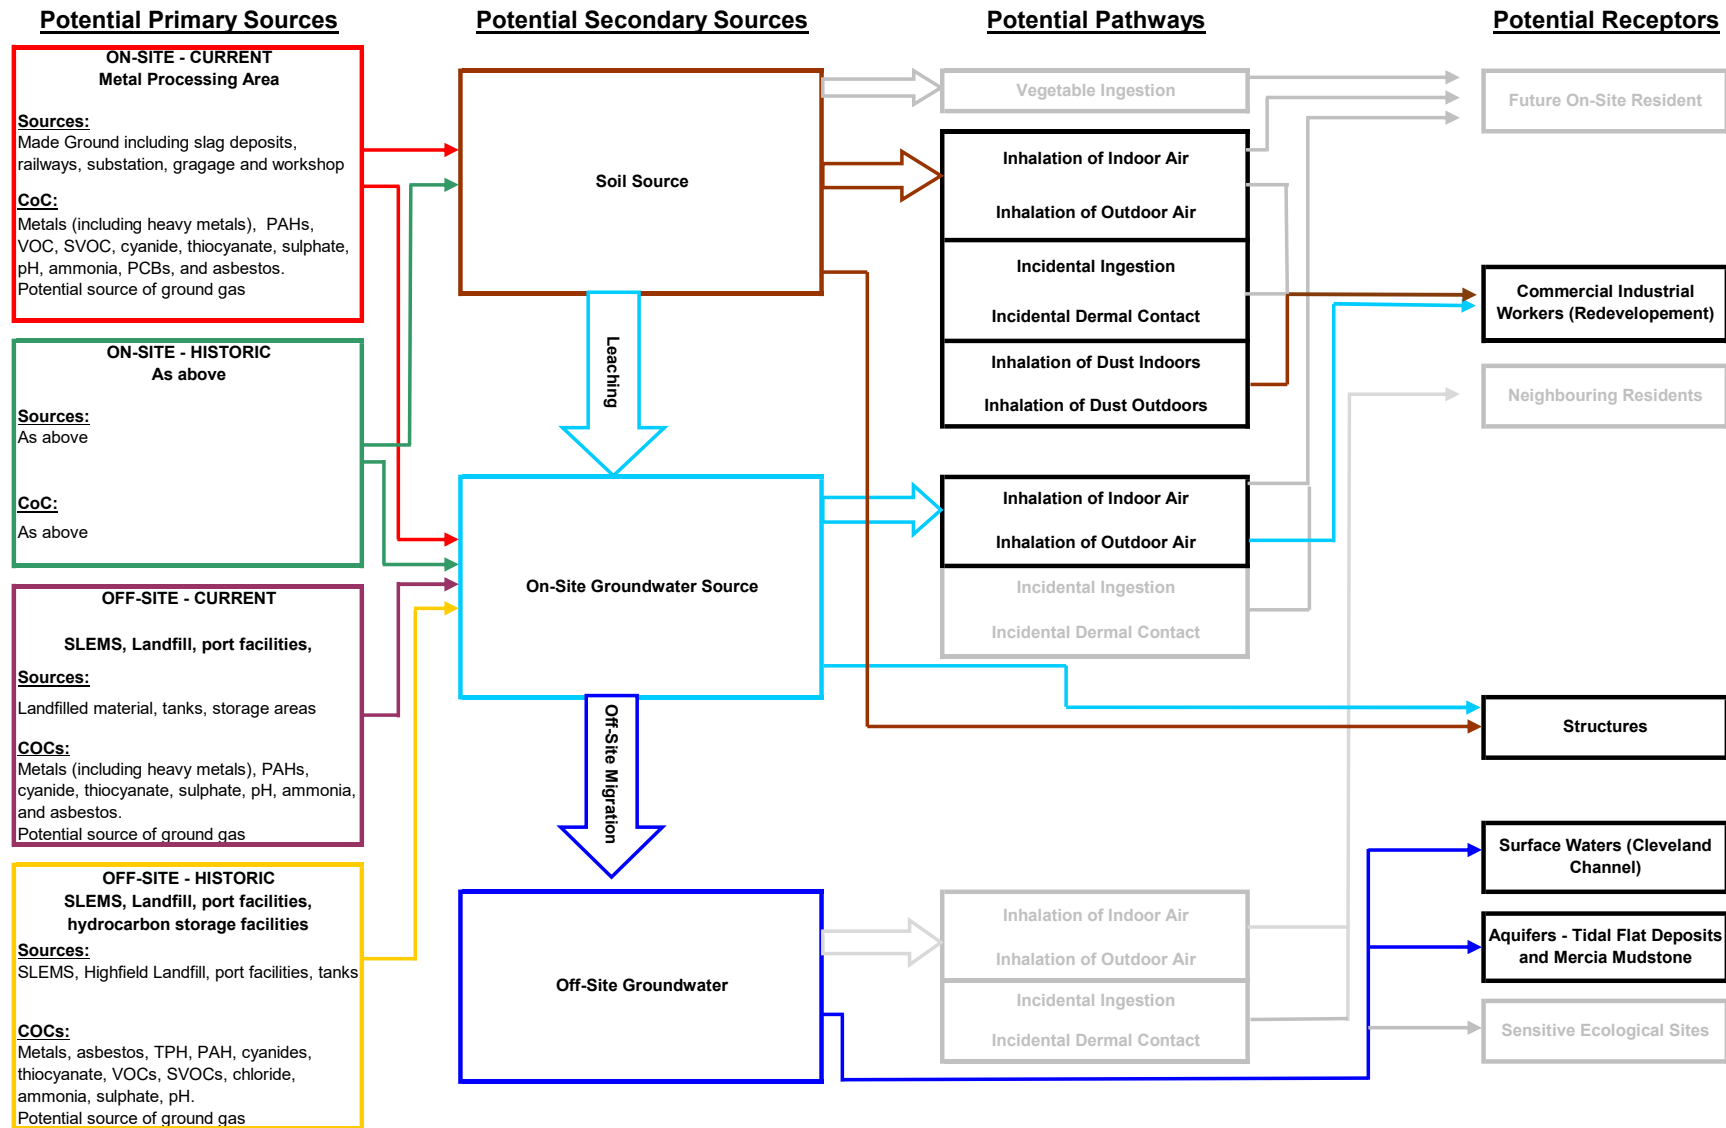 Potential Primary Sources
Potential Secondary Sources
Potential Pathways
Potential Receptors
ON-SITE - CURRENT
Metal Processing Area
Sources:
Made Ground including slag deposits,
railways, substation, gragage and workshop
CoC:
Metals (including heavy metals), PAHs,
VOC, SVOC, cyanide, thiocyanate, sulphate,
pH, ammonia, PCBs, and asbestos.
Potential source of ground gas
ON-SITE - HISTORIC
As above
Sources:
As above
CoC:
As above
OFF-SITE - CURRENT
SLEMS, Landfill, port facilities,
Sources:
Landfilled material, tanks, storage areas
COCs:
Metals (including heavy metals), PAHs,
cyanide, thiocyanate, sulphate, pH, ammonia,
and asbestos.
Potential source of ground gas
OFF-SITE - HISTORIC
SLEMS, Landfill, port facilities,
hydrocarbon storage facilities
Sources:
SLEMS, Highfield Landfill, port facilities, tanks
COCs:
Metals, asbestos, TPH, PAH, cyanides,
thiocyanate, VOCs, SVOCs, chloride,
ammonia, sulphate, pH.
Potential source of ground gas
Soil Source
Leaching
On-Site Groundwater Source
Off-Site Migration
Off-Site Groundwater
Vegetable Ingestion
Inhalation of Indoor Air
Inhalation of Outdoor Air
Incidental Ingestion
Incidental Dermal Contact
Inhalation of Dust Indoors
Inhalation of Dust Outdoors
Inhalation of Indoor Air
Inhalation of Outdoor Air
Incidental Ingestion
Incidental Dermal Contact
Inhalation of Indoor Air
Inhalation of Outdoor Air
Incidental Ingestion
Incidental Dermal Contact
Future On-Site Resident
Commercial Industrial
Workers (Redevelopement)
Neighbouring Residents
Structures
Surface Waters (Cleveland
Channel)
Aquifers - Tidal Flat Deposits
and Mercia Mudstone
Sensitive Ecological Sites